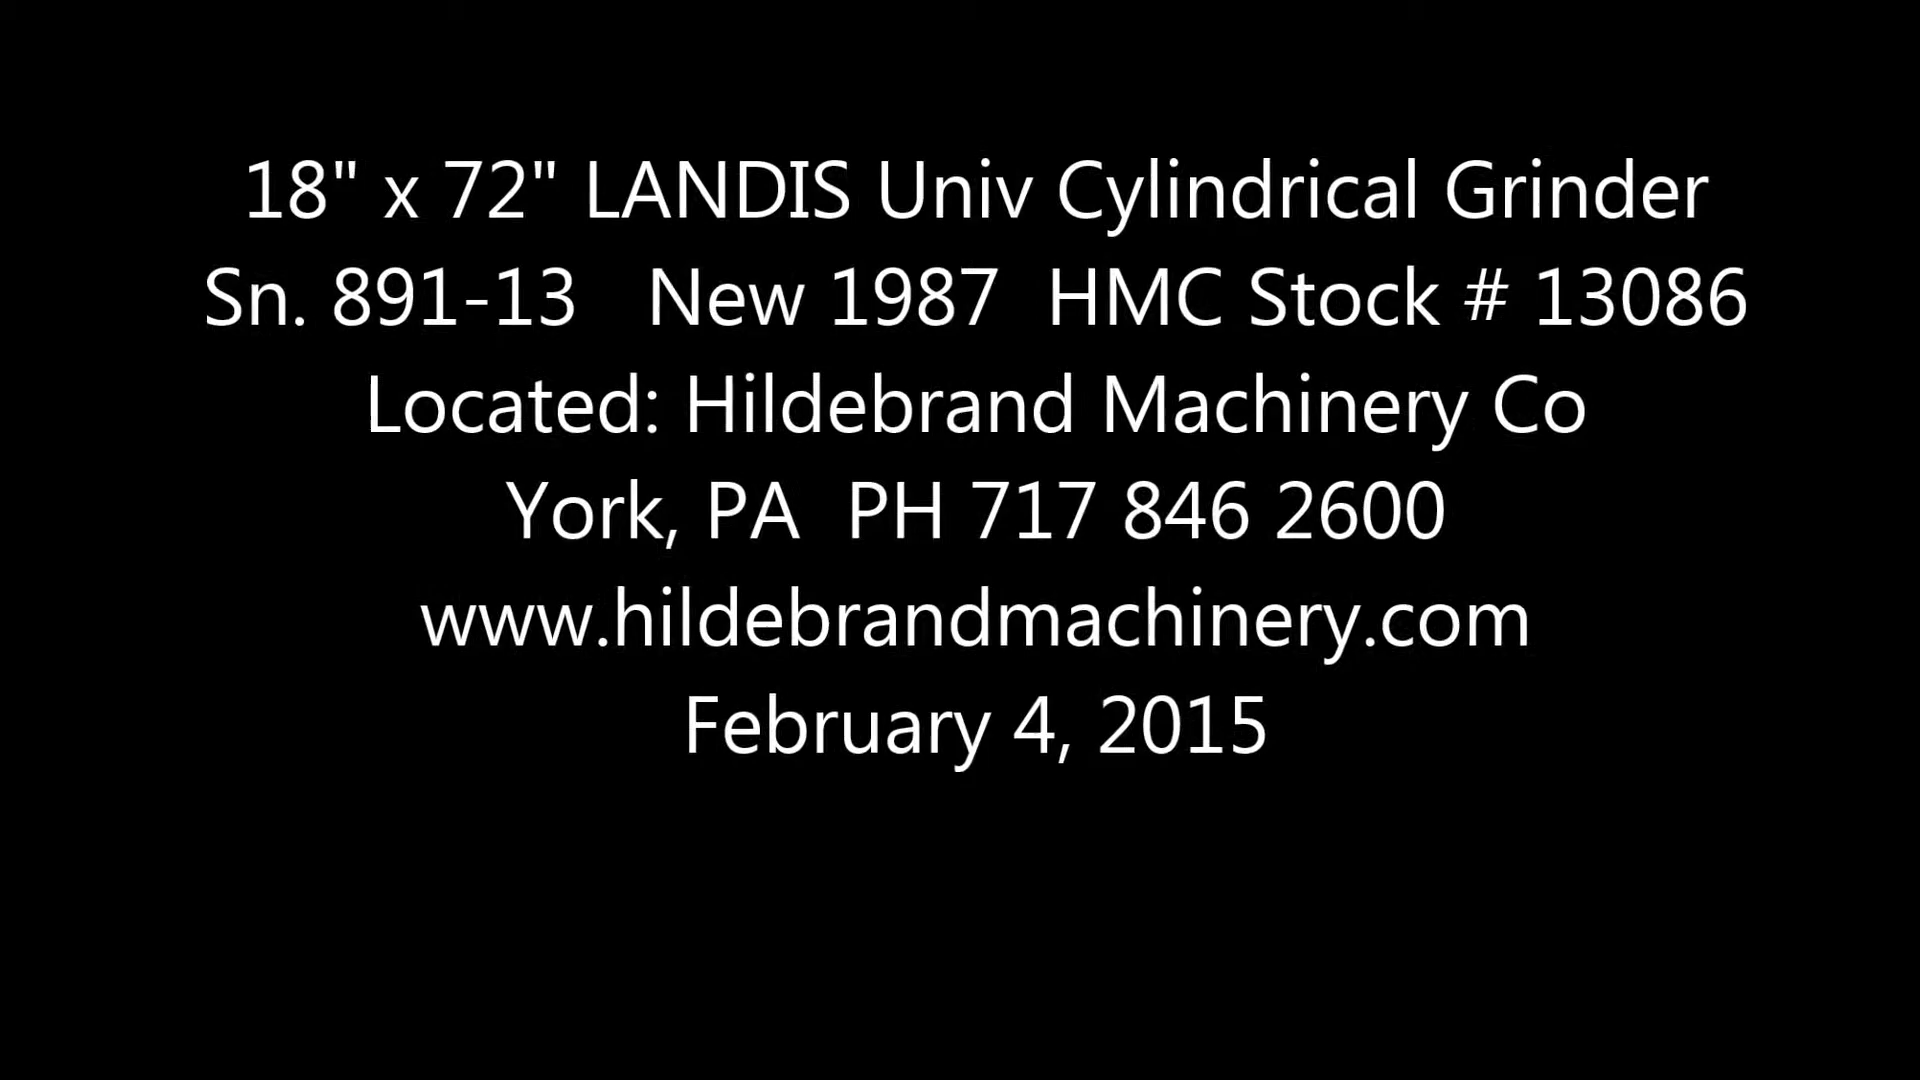 18" x 72" LANDIS Univ Cylindrical Grinder
Sn. 891-13   New 1987  HMC Stock # 13086
Located: Hildebrand Machinery Co
York, PA  PH 717 846 2600
www.hildebrandmachinery.com
February 4, 2015